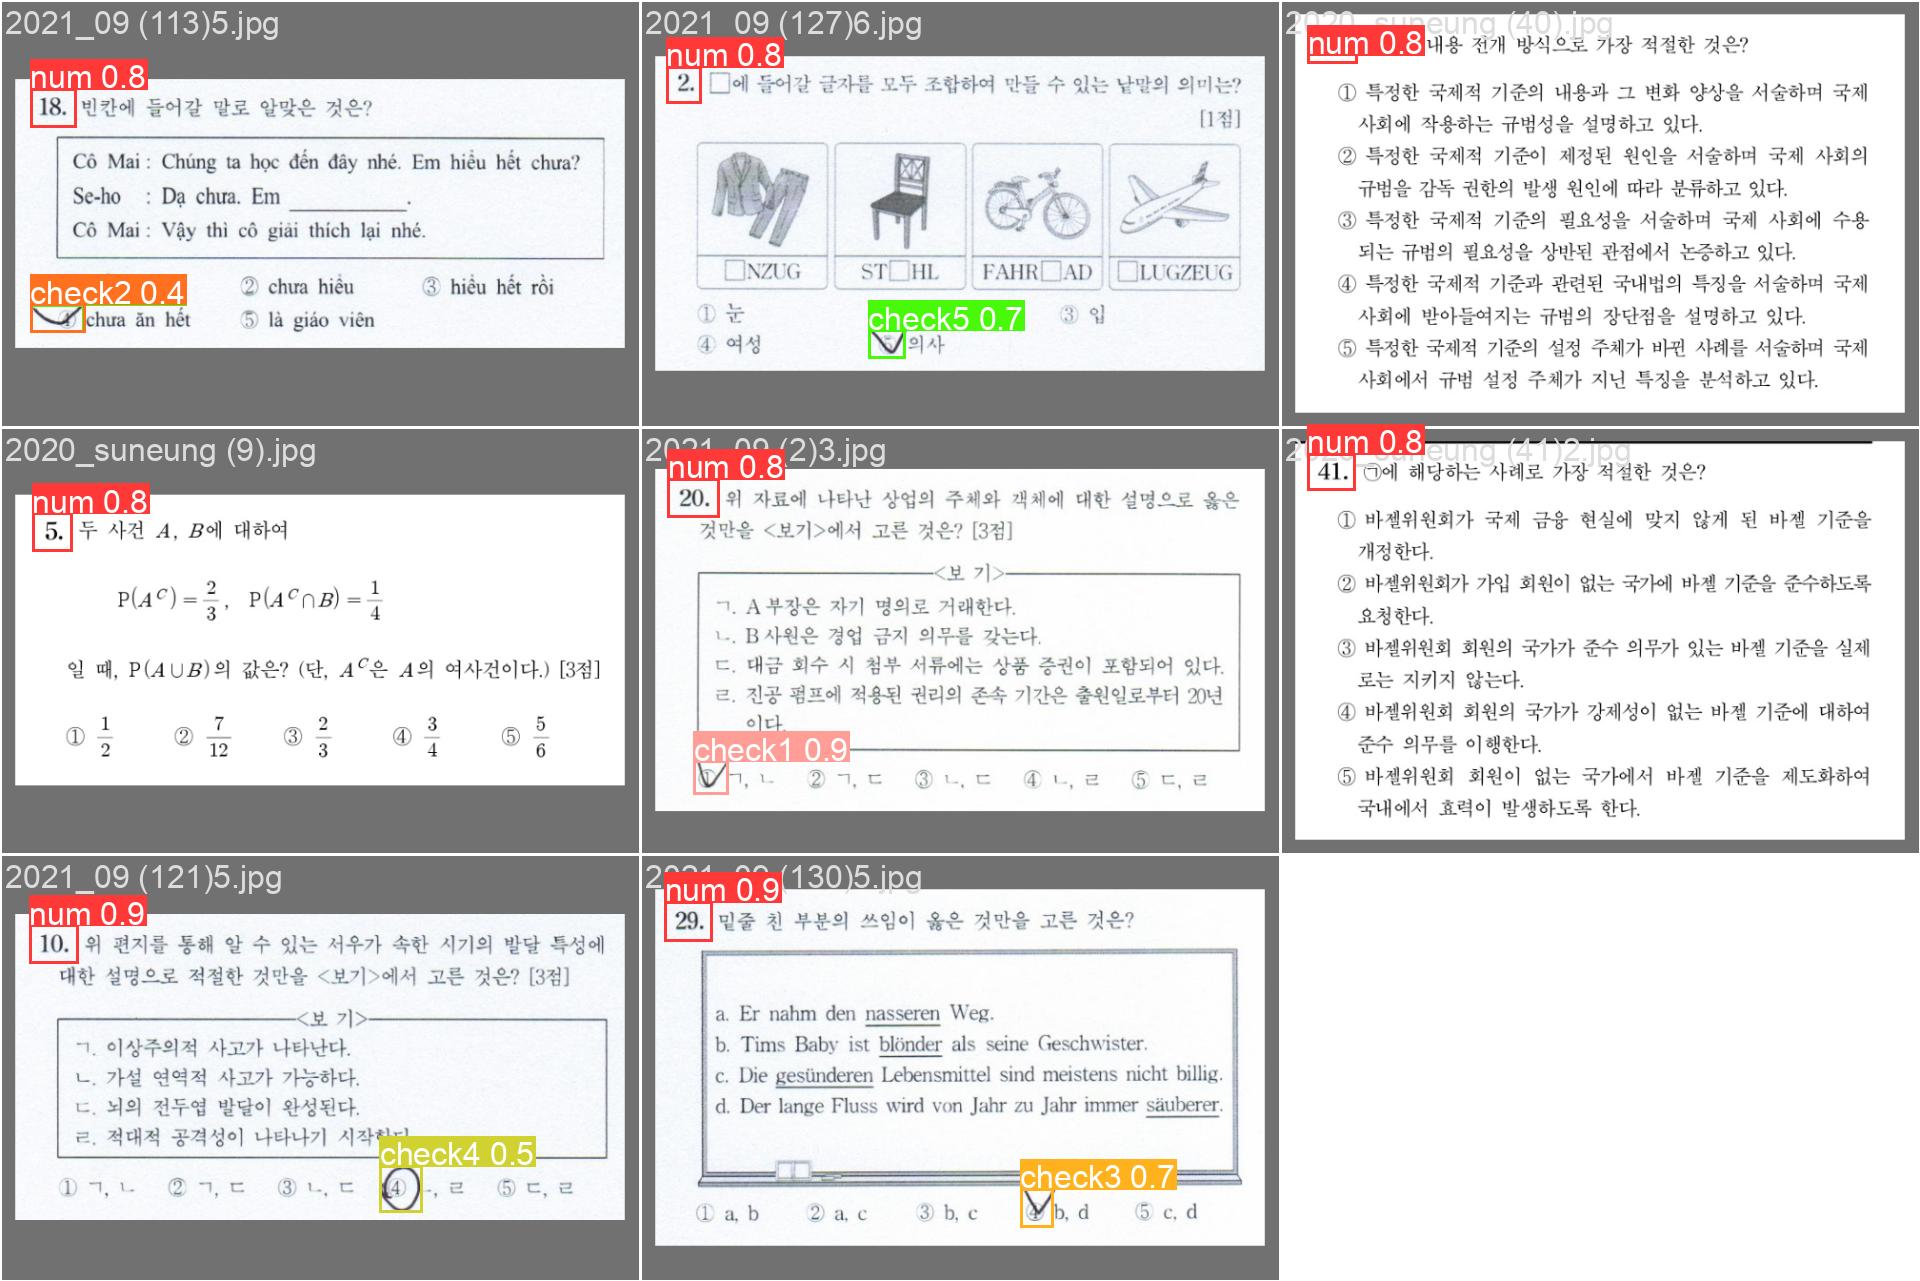 2021_09 (113)5.jpg
num 0.8
18. 빈칸에 들어갈 말로 알맞은 것은?
Cô Mai : Chúng ta học đến đây nhé. Em hiểu hết chưa?
Se-ho : Dạ chưa. Em ____________.
Cô Mai : Vậy thì cô giải thích lại nhé.
check2 0.4
② chưa hiểu ③ hiểu hết rồi
④ chưa ăn hết ⑤ là giáo viên
2021_09 (127)6.jpg
num 0.8
2. □에 들어갈 글자를 모두 조합하여 만들 수 있는 낱말의 의미는?
[1점]
□NZUG ST□HL FAHR□AD □LUGZEUG
① 눈 ③ 입
check5 0.7
④ 여성 ⑤ 의사
2020_suneung (40).jpg
num 0.8
내용 전개 방식으로 가장 적절한 것은?
① 특정한 국제적 기준의 내용과 그 변화 양상을 서술하며 국제
사회에 작용하는 규범성을 설명하고 있다.
② 특정한 국제적 기준이 제정된 원인을 서술하며 국제 사회의
규범을 감독 권한의 발생 원인에 따라 분류하고 있다.
③ 특정한 국제적 기준의 필요성을 서술하며 국제 사회에 수용
되는 규범의 필요성을 상반된 관점에서 논증하고 있다.
④ 특정한 국제적 기준과 관련된 국내법의 특징을 서술하며 국제
사회에 받아들여지는 규범의 장단점을 설명하고 있다.
⑤ 특정한 국제적 기준의 설정 주체가 바뀐 사례를 서술하며 국제
사회에서 규범 설정 주체가 지닌 특징을 분석하고 있다.
2020_suneung (9).jpg
num 0.8
5. 두 사건 A, B에 대하여
P(A^C) = 2/3, P(A^C∩B) = 1/4
일 때, P(A∪B)의 값은? (단, A^C은 A의 여사건이다.) [3점]
① 1/2 ② 7/12 ③ 2/3 ④ 3/4 ⑤ 5/6
2021_09 (2)3.jpg
num 0.8
20. 위 자료에 나타난 상업의 주체와 객체에 대한 설명으로 옳은
것만을 <보기>에서 고른 것은? [3점]
<보 기>
ㄱ. A 부장은 자기 명의로 거래한다.
ㄴ. B 사원은 경업 금지 의무를 갖는다.
ㄷ. 대금 회수 시 첨부 서류에는 상품 증권이 포함되어 있다.
ㄹ. 진공 펌프에 적용된 권리의 존속 기간은 출원일로부터 20년
이다.
check1 0.9
① ㄱ, ㄴ ② ㄱ, ㄷ ③ ㄴ, ㄷ ④ ㄴ, ㄹ ⑤ ㄷ, ㄹ
2020_suneung (41)2.jpg
num 0.8
41. ㉠에 해당하는 사례로 가장 적절한 것은?
① 바젤위원회가 국제 금융 현실에 맞지 않게 된 바젤 기준을
개정한다.
② 바젤위원회가 가입 회원이 없는 국가에 바젤 기준을 준수하도록
요청한다.
③ 바젤위원회 회원의 국가가 준수 의무가 있는 바젤 기준을 실제
로는 지키지 않는다.
④ 바젤위원회 회원의 국가가 강제성이 없는 바젤 기준에 대하여
준수 의무를 이행한다.
⑤ 바젤위원회 회원이 없는 국가에서 바젤 기준을 제도화하여
국내에서 효력이 발생하도록 한다.
2021_09 (121)5.jpg
num 0.9
10. 위 편지를 통해 알 수 있는 서우가 속한 시기의 발달 특성에
대한 설명으로 적절한 것만을 <보기>에서 고른 것은? [3점]
<보 기>
ㄱ. 이상주의적 사고가 나타난다.
ㄴ. 가설 연역적 사고가 가능하다.
ㄷ. 뇌의 전두엽 발달이 완성된다.
ㄹ. 적대적 공격성이 나타나기 시작한다.
check4 0.5
① ㄱ, ㄴ ② ㄱ, ㄷ ③ ㄴ, ㄷ ④ ㄴ, ㄹ ⑤ ㄷ, ㄹ
2021_09 (130)5.jpg
num 0.9
29. 밑줄 친 부분의 쓰임이 옳은 것만을 고른 것은?
a. Er nahm den nasseren Weg.
b. Tims Baby ist blönder als seine Geschwister.
c. Die gesünderen Lebensmittel sind meistens nicht billig.
d. Der lange Fluss wird von Jahr zu Jahr immer säuberer.
check3 0.7
① a, b ② a, c ③ b, c ④ b, d ⑤ c, d